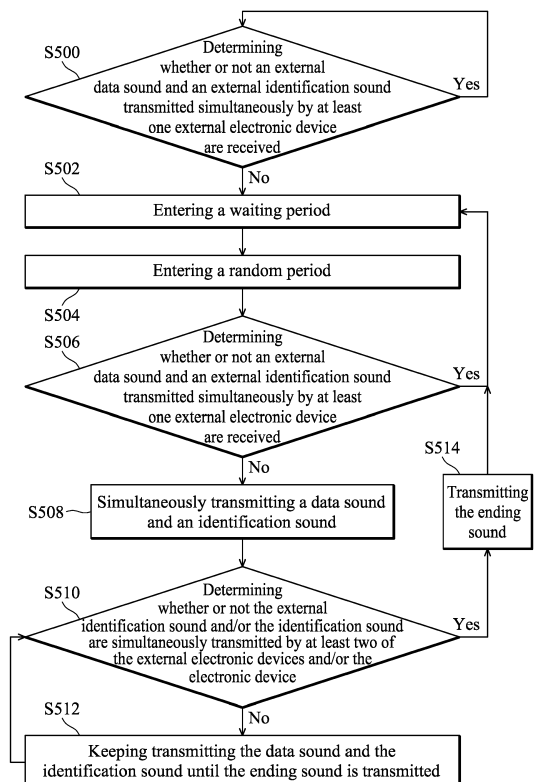 S500
Determining
whether or not an external
data sound and an external identification sound
transmitted simultaneously by at least
one external electronic device
are received
Yes
No
S502
Entering a waiting period
Entering a random period
S504
S506
Determining
whether or not an external
data sound and an external identification sound
transmitted simultaneously by at least
one external electronic device
are received
Yes
No
S508
Simultaneously transmitting a data sound
and an identification sound
S514
Transmitting
the ending
sound
S510
Determining
whether or not the external
identification sound and/or the identification sound
are simultaneously transmitted by at least two of
the external electronic devices and/or the
electronic device
Yes
No
S512
Keeping transmitting the data sound and the
identification sound until the ending sound is transmitted